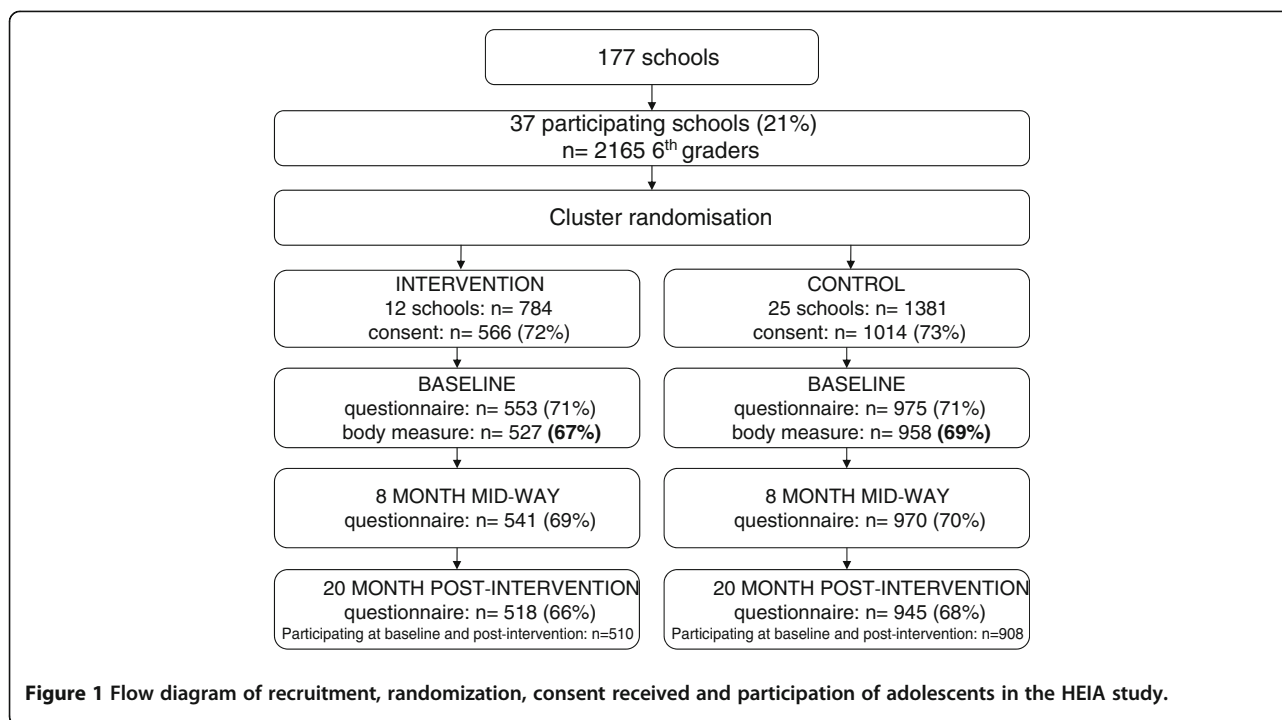 177 schools
37 participating schools (21%)
n= 2165 6th graders
Cluster randomisation
INTERVENTION
12 schools: n= 784
consent: n= 566 (72%)
CONTROL
25 schools: n= 1381
consent: n= 1014 (73%)
BASELINE
questionnaire: n= 553 (71%)
body measure: n= 527 (67%)
BASELINE
questionnaire: n= 975 (71%)
body measure: n= 958 (69%)
8 MONTH MID-WAY
questionnaire: n= 541 (69%)
8 MONTH MID-WAY
questionnaire: n= 970 (70%)
20 MONTH POST-INTERVENTION
questionnaire: n= 518 (66%)
Participating at baseline and post-intervention: n=510
20 MONTH POST-INTERVENTION
questionnaire: n= 945 (68%)
Participating at baseline and post-intervention: n=908
Figure 1 Flow diagram of recruitment, randomization, consent received and participation of adolescents in the HEIA study.